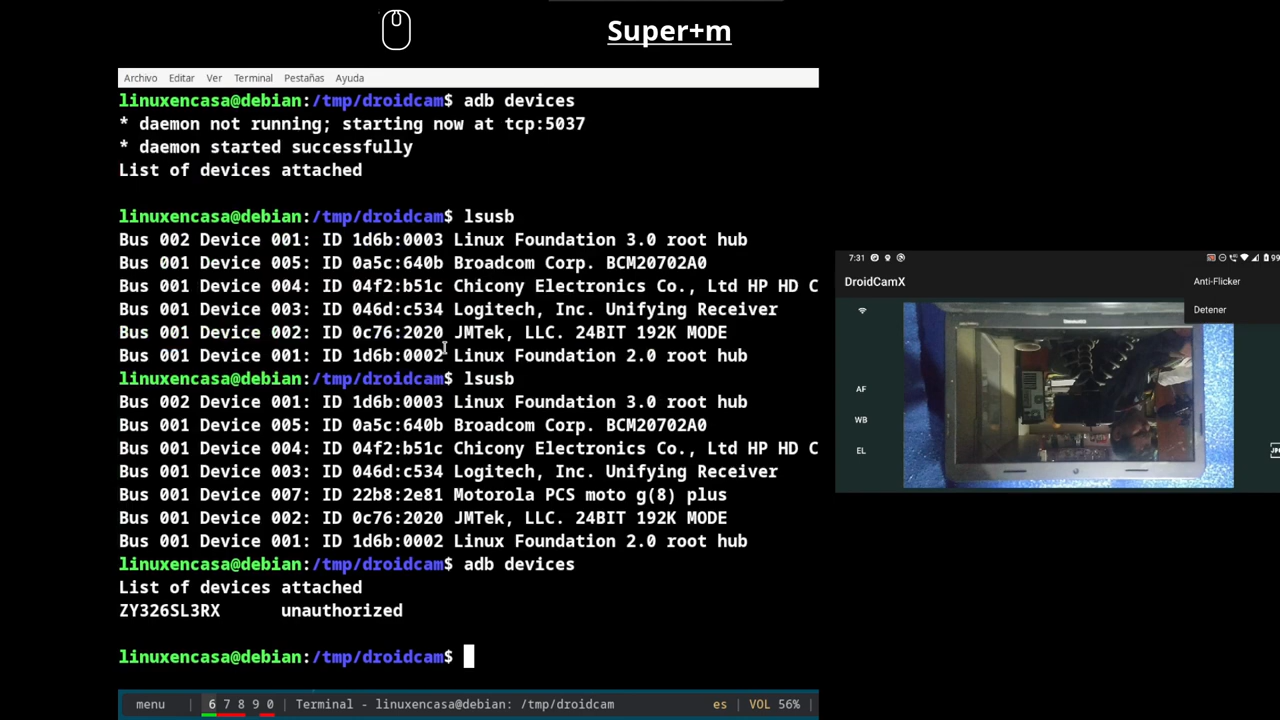 Super+m
Archivo Editar Ver Terminal Pestañas Ayuda
linuxencasa@debian:/tmp/droidcam$ adb devices
* daemon not running; starting now at tcp:5037
* daemon started successfully
List of devices attached
linuxencasa@debian:/tmp/droidcam$ lsusb
Bus 002 Device 001: ID 1d6b:0003 Linux Foundation 3.0 root hub
Bus 001 Device 005: ID 0a5c:640b Broadcom Corp. BCM20702A0
Bus 001 Device 004: ID 04f2:b51c Chicony Electronics Co., Ltd HP HD C
Bus 001 Device 003: ID 046d:c534 Logitech, Inc. Unifying Receiver
Bus 001 Device 002: ID 0c76:2020 JMTek, LLC. 24BIT 192K MODE
Bus 001 Device 001: ID 1d6b:0002 Linux Foundation 2.0 root hub
linuxencasa@debian:/tmp/droidcam$ lsusb
Bus 002 Device 001: ID 1d6b:0003 Linux Foundation 3.0 root hub
Bus 001 Device 005: ID 0a5c:640b Broadcom Corp. BCM20702A0
Bus 001 Device 004: ID 04f2:b51c Chicony Electronics Co., Ltd HP HD C
Bus 001 Device 003: ID 046d:c534 Logitech, Inc. Unifying Receiver
Bus 001 Device 007: ID 22b8:2e81 Motorola PCS moto g(8) plus
Bus 001 Device 002: ID 0c76:2020 JMTek, LLC. 24BIT 192K MODE
Bus 001 Device 001: ID 1d6b:0002 Linux Foundation 2.0 root hub
linuxencasa@debian:/tmp/droidcam$ adb devices
List of devices attached
ZY326SL3RX unauthorized
linuxencasa@debian:/tmp/droidcam$
menu | 6 7 8 9 0 | Terminal - linuxencasa@debian: /tmp/droidcam es | VOL 56% |
7:31 99
DroidCamX
Anti-Flicker
Detener
AF
WB
EL